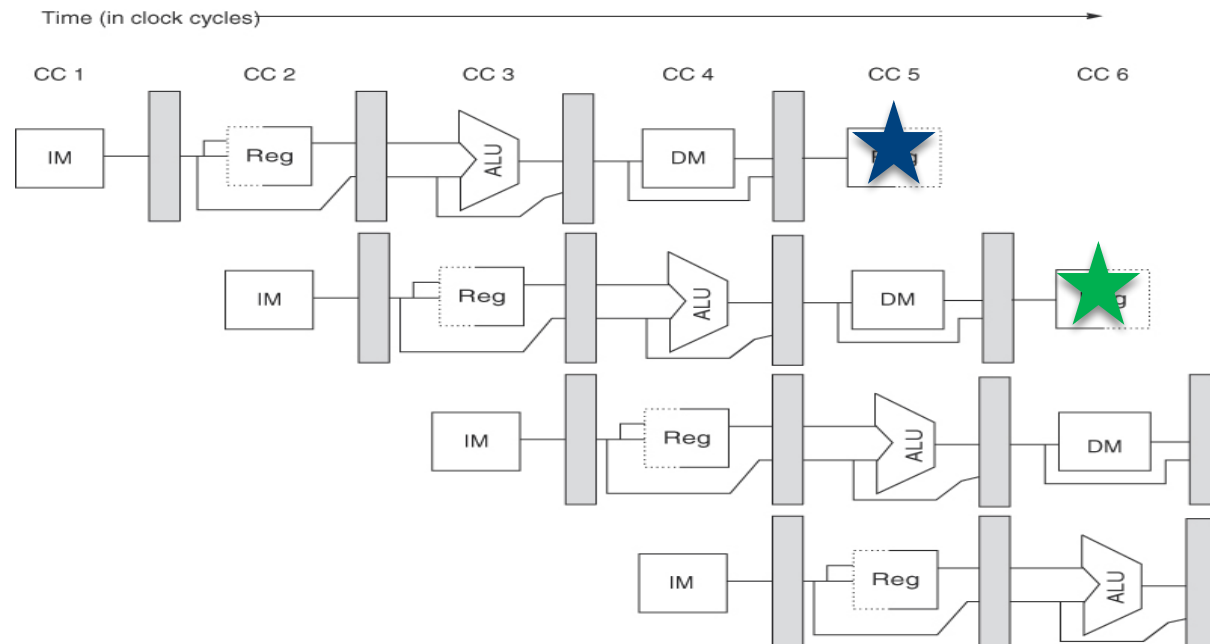 Time (in clock cycles)
CC 1 CC 2 CC 3 CC 4 CC 5 CC 6
IM Reg ALU DM
IM Reg ALU DM
IM Reg ALU DM
IM Reg ALU